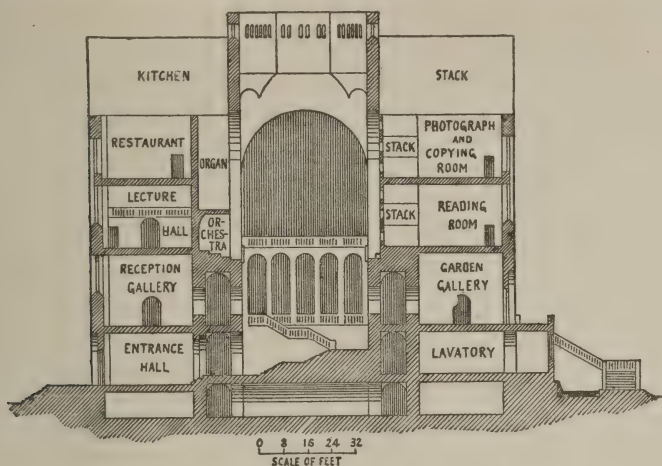 KITCHEN
STACK
RESTAURANT
ORGAN
STACK
PHOTOGRAPH
AND
COPYING
ROOM
LECTURE
HALL
OR-
CHES-
TRA
STACK
READING
ROOM
RECEPTION
GALLERY
GARDEN
GALLERY
ENTRANCE
HALL
LAVATORY
0 8 16 24 32
SCALE OF FEET